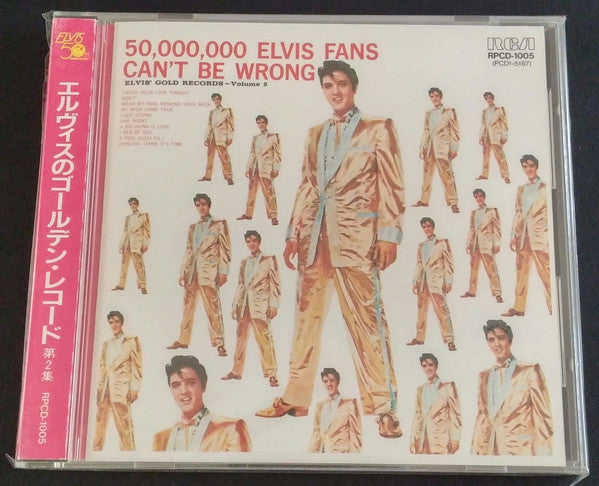 ELVIS
50
エルヴィスのゴールデン・レコード
第2集
RPCD-1005
50,000,000 ELVIS FANS
CAN'T BE WRONG
ELVIS' GOLD RECORDS—Volume 2
I NEED YOUR LOVE TONIGHT
DON'T
WEAR MY RING AROUND YOUR NECK
MY WISH CAME TRUE
I GOT STUNG
ONE NIGHT
A BIG HUNK O' LOVE
I BEG OF YOU
A FOOL SUCH AS I
DONCHA' THINK IT'S TIME
RCA
RPCD-1005
(PCD1-5197)